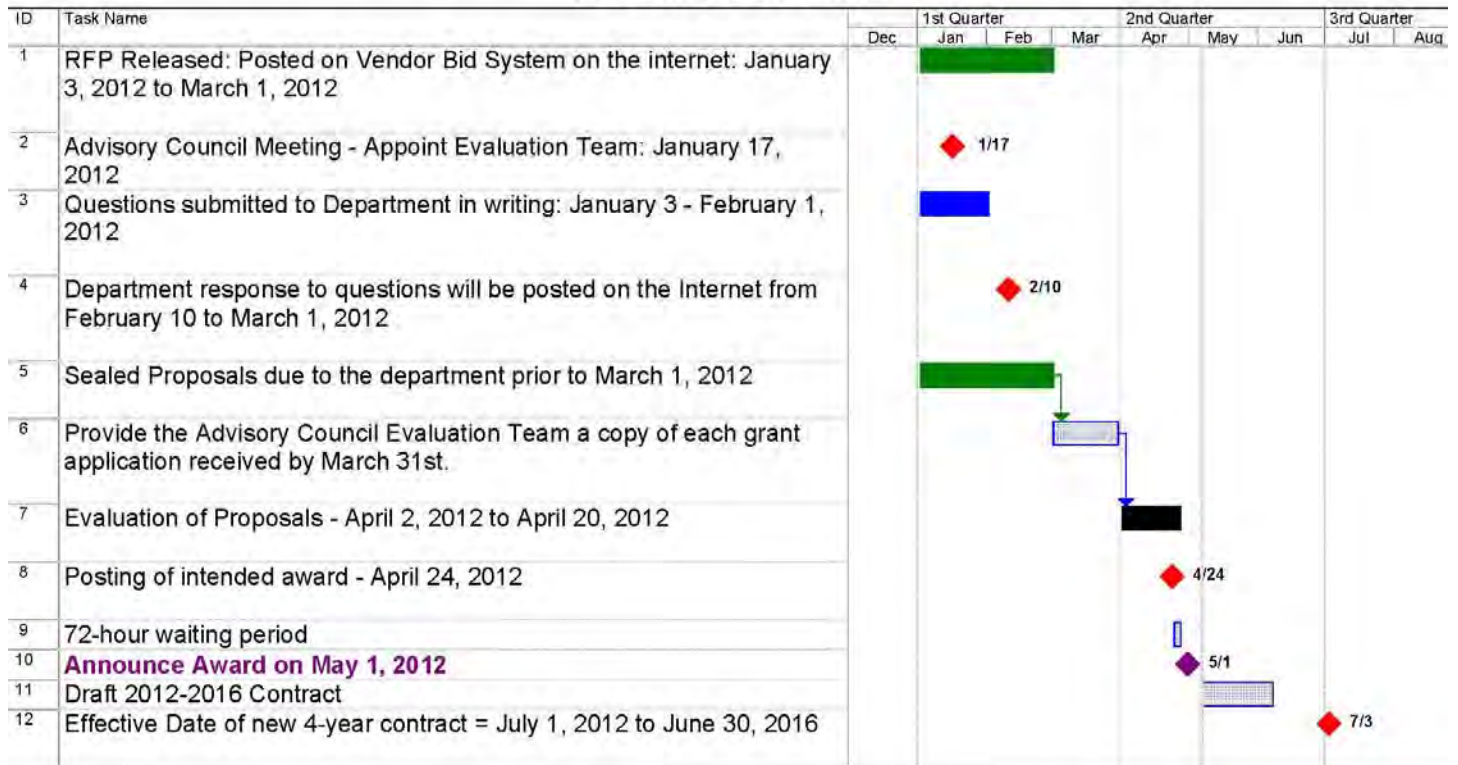 ID Task Name 1st Quarter 2nd Quarter 3rd Quarter
Dec Jan Feb Mar Apr May Jun Jul Aug
1 RFP Released: Posted on Vendor Bid System on the internet: January
3, 2012 to March 1, 2012
2 Advisory Council Meeting - Appoint Evaluation Team: January 17,
2012
1/17
3 Questions submitted to Department in writing: January 3 - February 1,
2012
4 Department response to questions will be posted on the Internet from
February 10 to March 1, 2012
2/10
5 Sealed Proposals due to the department prior to March 1, 2012
6 Provide the Advisory Council Evaluation Team a copy of each grant
application received by March 31st.
7 Evaluation of Proposals - April 2, 2012 to April 20, 2012
8 Posting of intended award - April 24, 2012 4/24
9 72-hour waiting period
10 Announce Award on May 1, 2012 5/1
11 Draft 2012-2016 Contract
12 Effective Date of new 4-year contract = July 1, 2012 to June 30, 2016 7/3